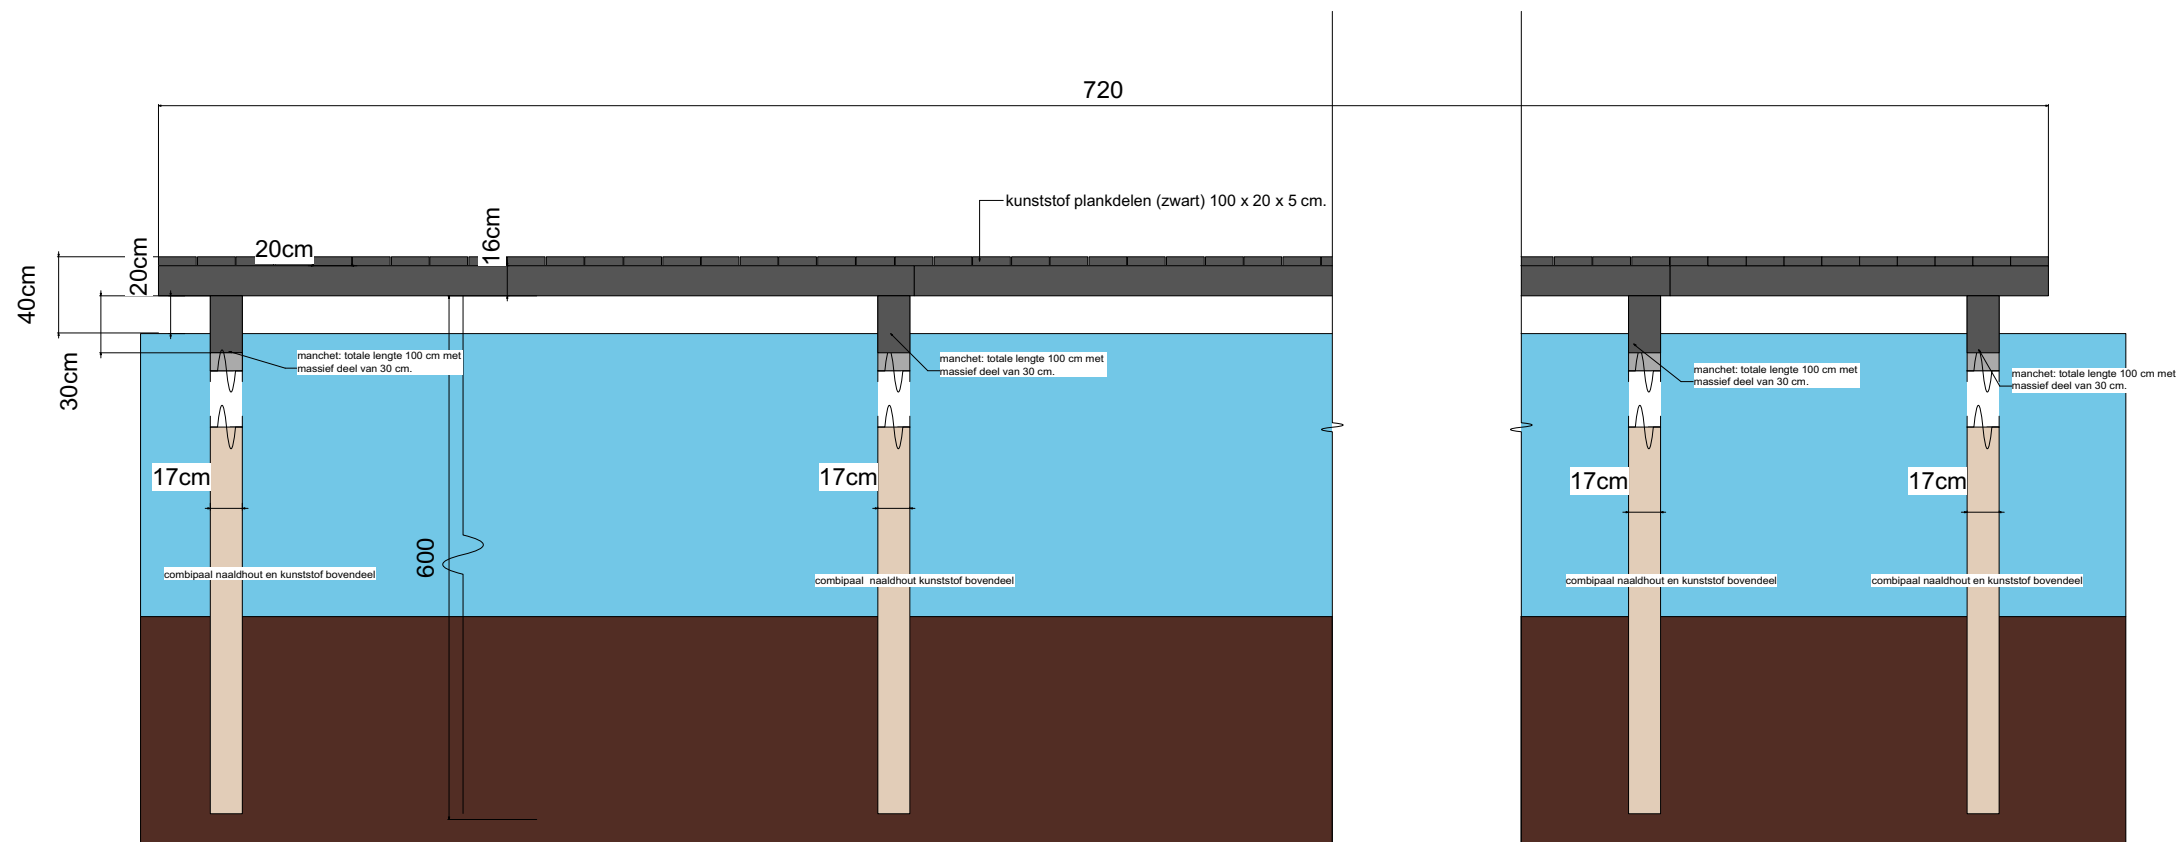 720
kunststof plankdelen (zwart) 100 x 20 x 5 cm.
40cm
20cm
20cm
16cm
30cm
manchet: totale lengte 100 cm met
massief deel van 30 cm.
manchet: totale lengte 100 cm met
massief deel van 30 cm.
manchet: totale lengte 100 cm met
massief deel van 30 cm.
manchet: totale lengte 100 cm met
massief deel van 30 cm.
17cm
17cm
17cm
17cm
600
combipaal naaldhout en kunststof bovendeel
combipaal naaldhout kunststof bovendeel
combipaal naaldhout en kunststof bovendeel
combipaal naaldhout en kunststof bovendeel